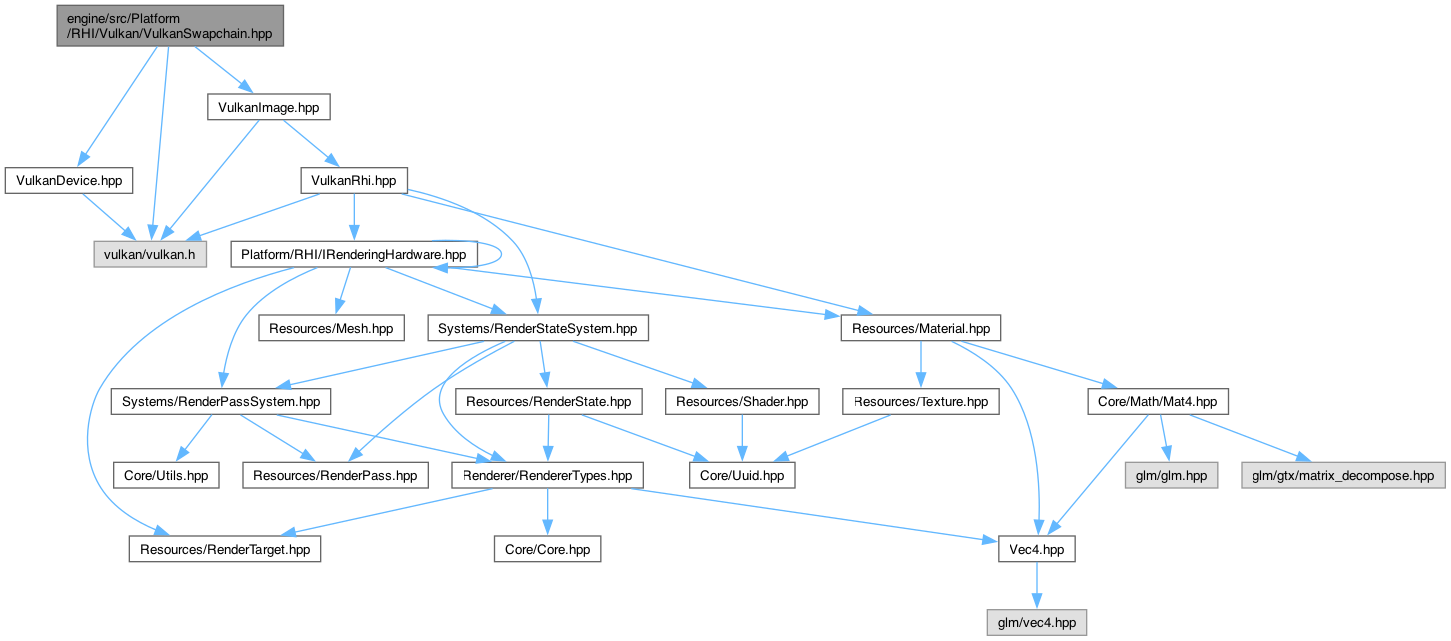 engine/src/Platform
/RHI/Vulkan/VulkanSwapchain.hpp
VulkanImage.hpp
VulkanDevice.hpp
VulkanRhi.hpp
vulkan/vulkan.h
Platform/RHI/IRenderingHardware.hpp
Resources/Mesh.hpp
Systems/RenderStateSystem.hpp
Resources/Material.hpp
Systems/RenderPassSystem.hpp
Resources/RenderState.hpp
Resources/Shader.hpp
Resources/Texture.hpp
Core/Math/Mat4.hpp
Core/Utils.hpp
Resources/RenderPass.hpp
Renderer/RendererTypes.hpp
Core/Uuid.hpp
glm/glm.hpp
glm/gtx/matrix_decompose.hpp
Resources/RenderTarget.hpp
Core/Core.hpp
Vec4.hpp
glm/vec4.hpp